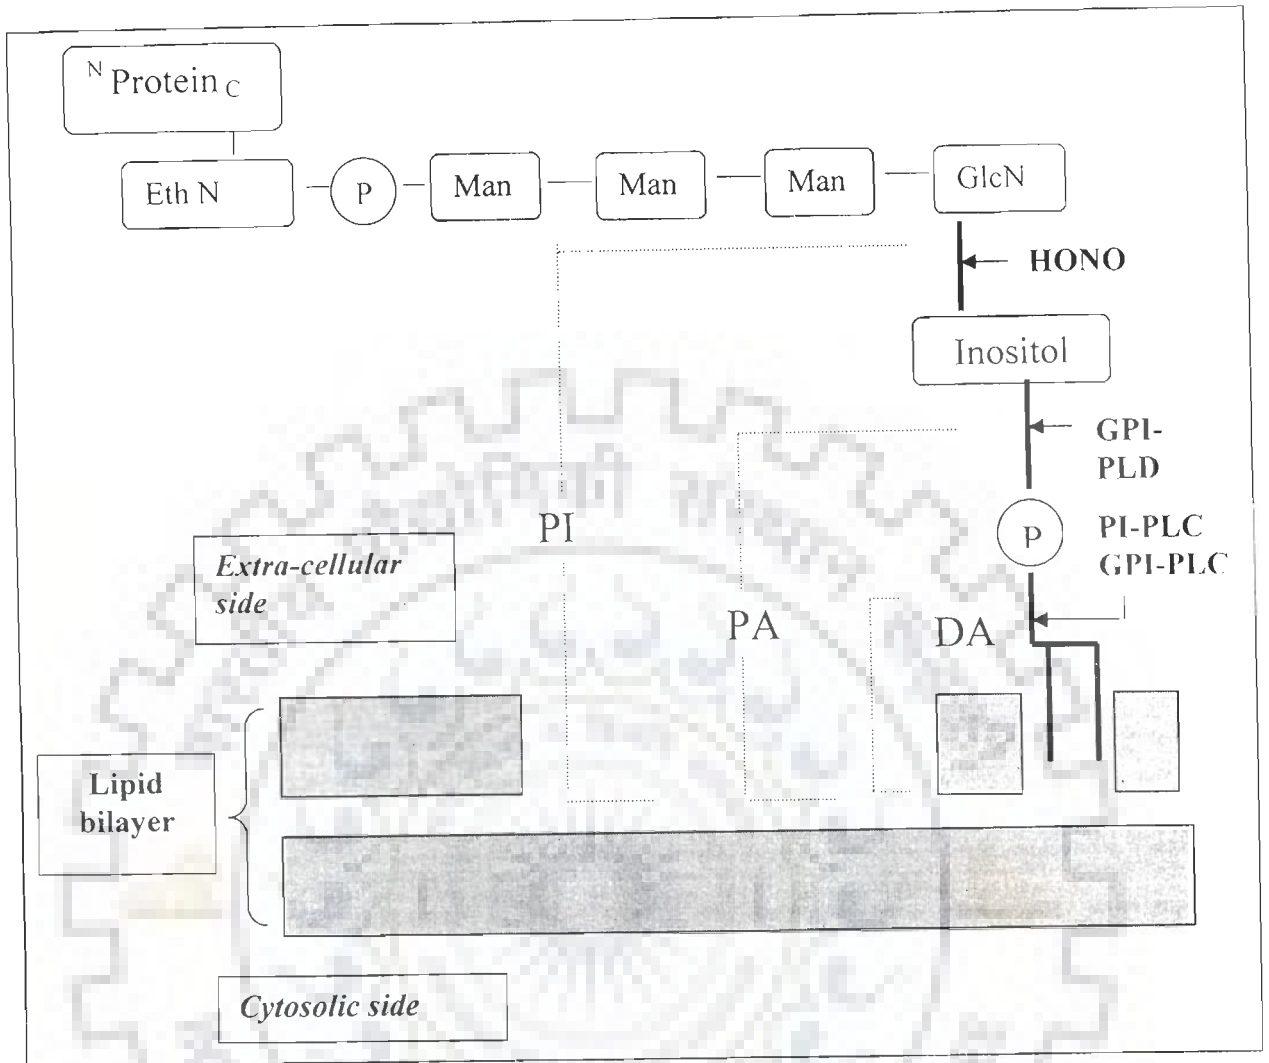 N Protein C
Eth N
P
Man
Man
Man
GlcN
HONO
Inositol
GPI-
PLD
P
PI-PLC
GPI-PLC
PI
Extra-cellular
side
PA
DA
Lipid
bilayer
Cytosolic side